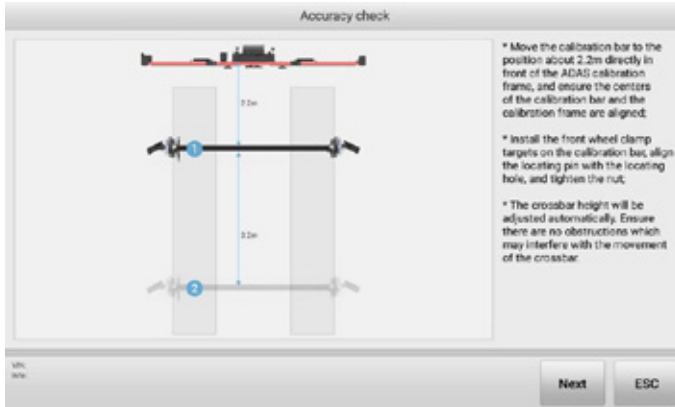 Accuracy check
* Move the calibration bar to the
position about 2.2m directly in
front of the ADAS calibration
frame, and ensure the centers
of the calibration bar and the
calibration frame are aligned;
* Install the front wheel clamp
targets on the calibration bar, align
the locating pin with the locating
hole, and tighten the nut;
* The crossbar height will be
adjusted automatically. Ensure
there are no obstructions which
may interfere with the movement
of the crossbar.
2.2m
1
3.2m
2
Next
ESC